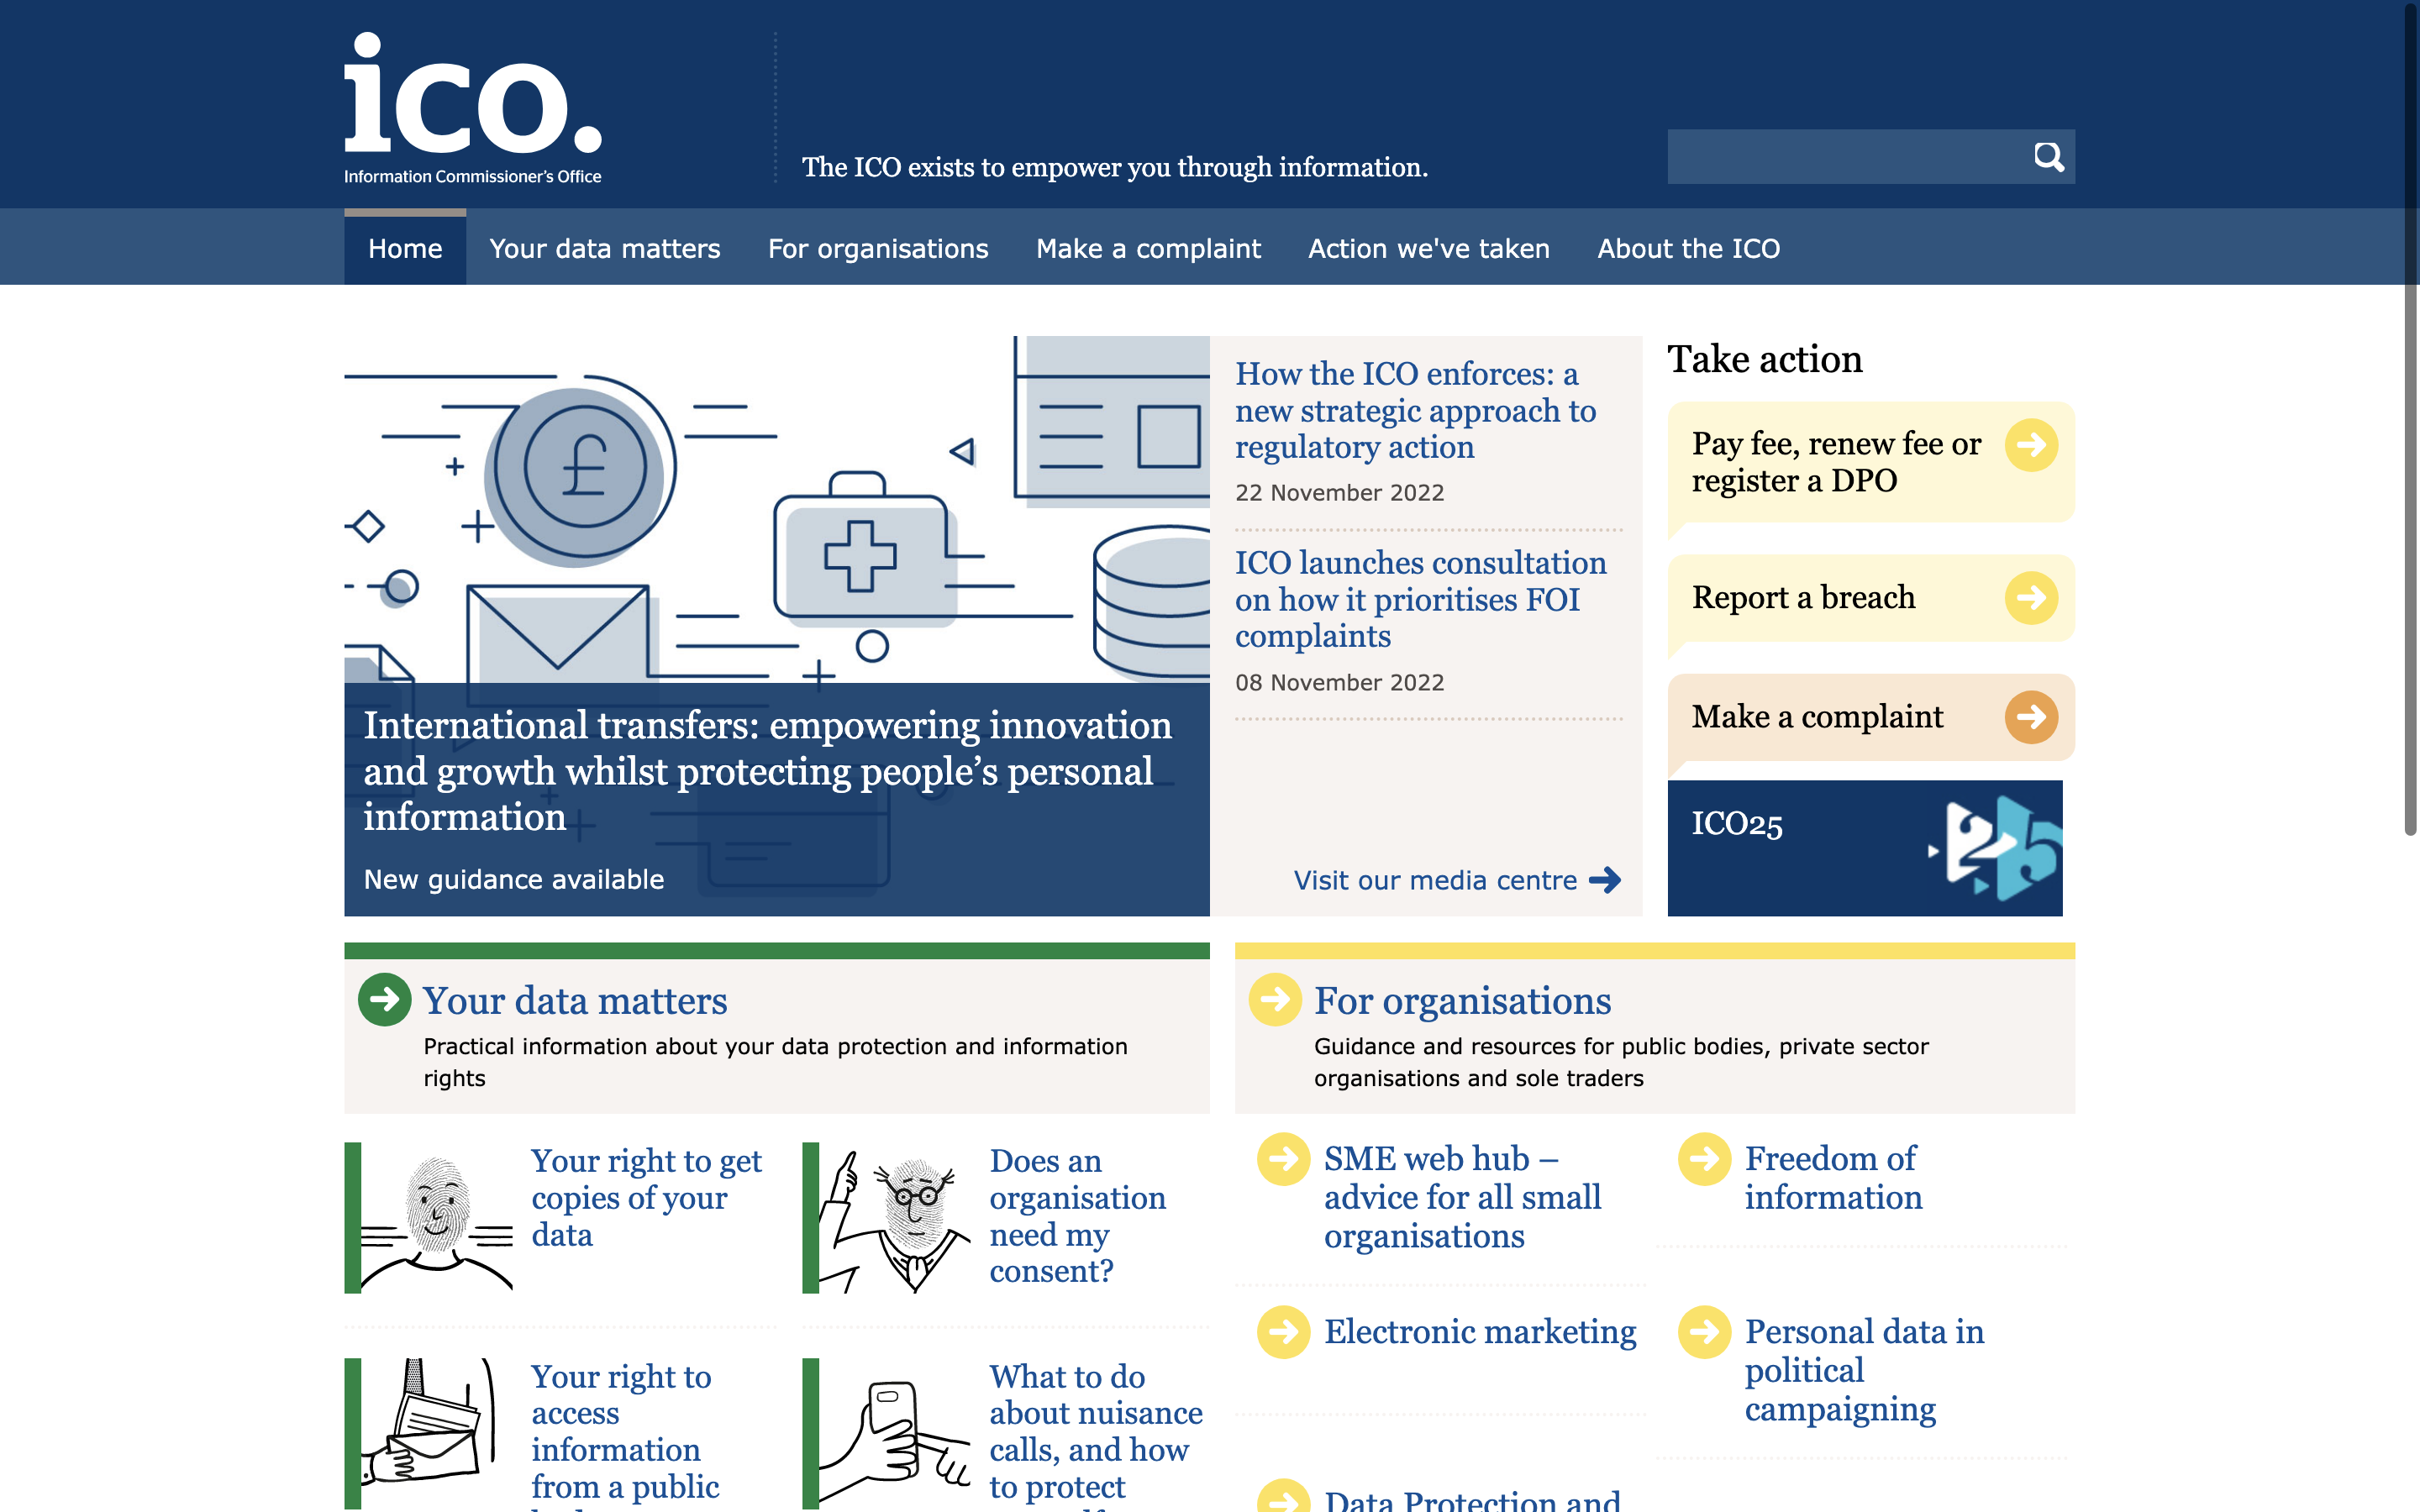 ico.
Information Commissioner's Office
The ICO exists to empower you through information.
Home
Your data matters
For organisations
Make a complaint
Action we've taken
About the ICO
£
International transfers: empowering innovation
and growth whilst protecting people’s personal
information
New guidance available
How the ICO enforces: a
new strategic approach to
regulatory action
22 November 2022
ICO launches consultation
on how it prioritises FOI
complaints
08 November 2022
Visit our media centre
Take action
Pay fee, renew fee or
register a DPO
Report a breach
Make a complaint
ICO25
25
Your data matters
Practical information about your data protection and information
rights
Your right to get
copies of your
data
Does an
organisation
need my
consent?
Your right to
access
information
from a public
What to do
about nuisance
calls, and how
to protect
For organisations
Guidance and resources for public bodies, private sector
organisations and sole traders
SME web hub –
advice for all small
organisations
Freedom of
information
Electronic marketing
Personal data in
political
campaigning
Data Protection and